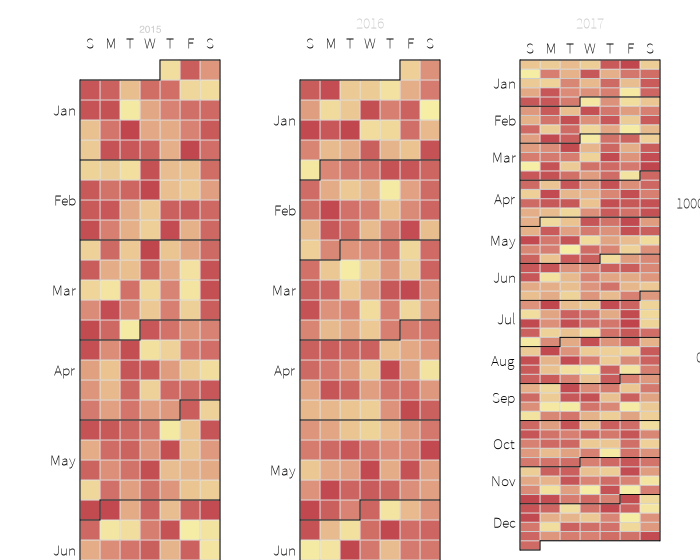 2015
S M T W T F S
Jan
Feb
Mar
Apr
May
Jun
2016
S M T W T F S
Jan
Feb
Mar
Apr
May
Jun
2017
S M T W T F S
Jan
Feb
Mar
Apr
May
Jun
Jul
Aug
Sep
Oct
Nov
Dec
1000
0